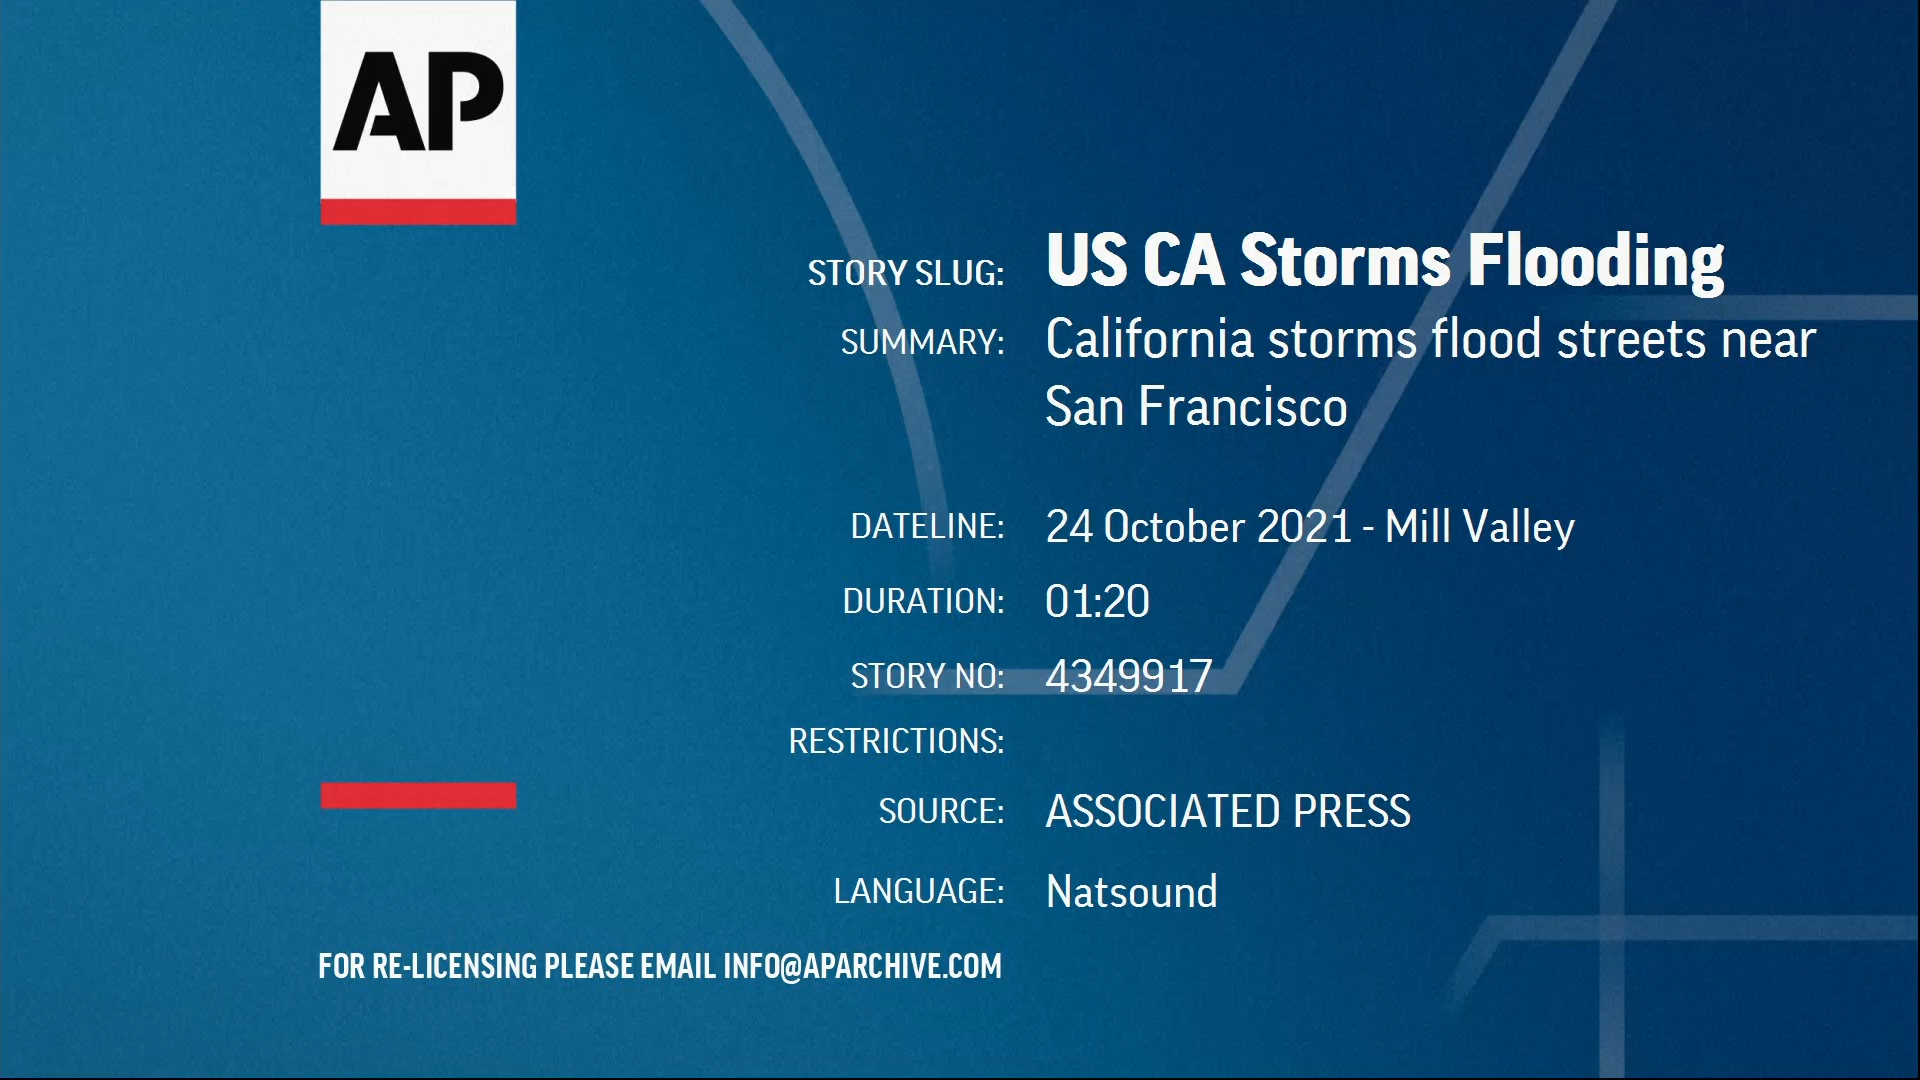 AP
STORY SLUG: US CA Storms Flooding
SUMMARY: California storms flood streets near
San Francisco
DATELINE: 24 October 2021 - Mill Valley
DURATION: 01:20
STORY NO: 4349917
RESTRICTIONS:
SOURCE: ASSOCIATED PRESS
LANGUAGE: Natsound
FOR RE-LICENSING PLEASE EMAIL INFO@APARCHIVE.COM